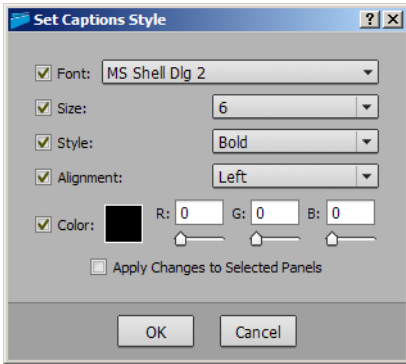 Set Captions Style
Font: MS Shell Dlg 2
Size: 6
Style: Bold
Alignment: Left
Color: R: 0 G: 0 B: 0
Apply Changes to Selected Panels
OK Cancel